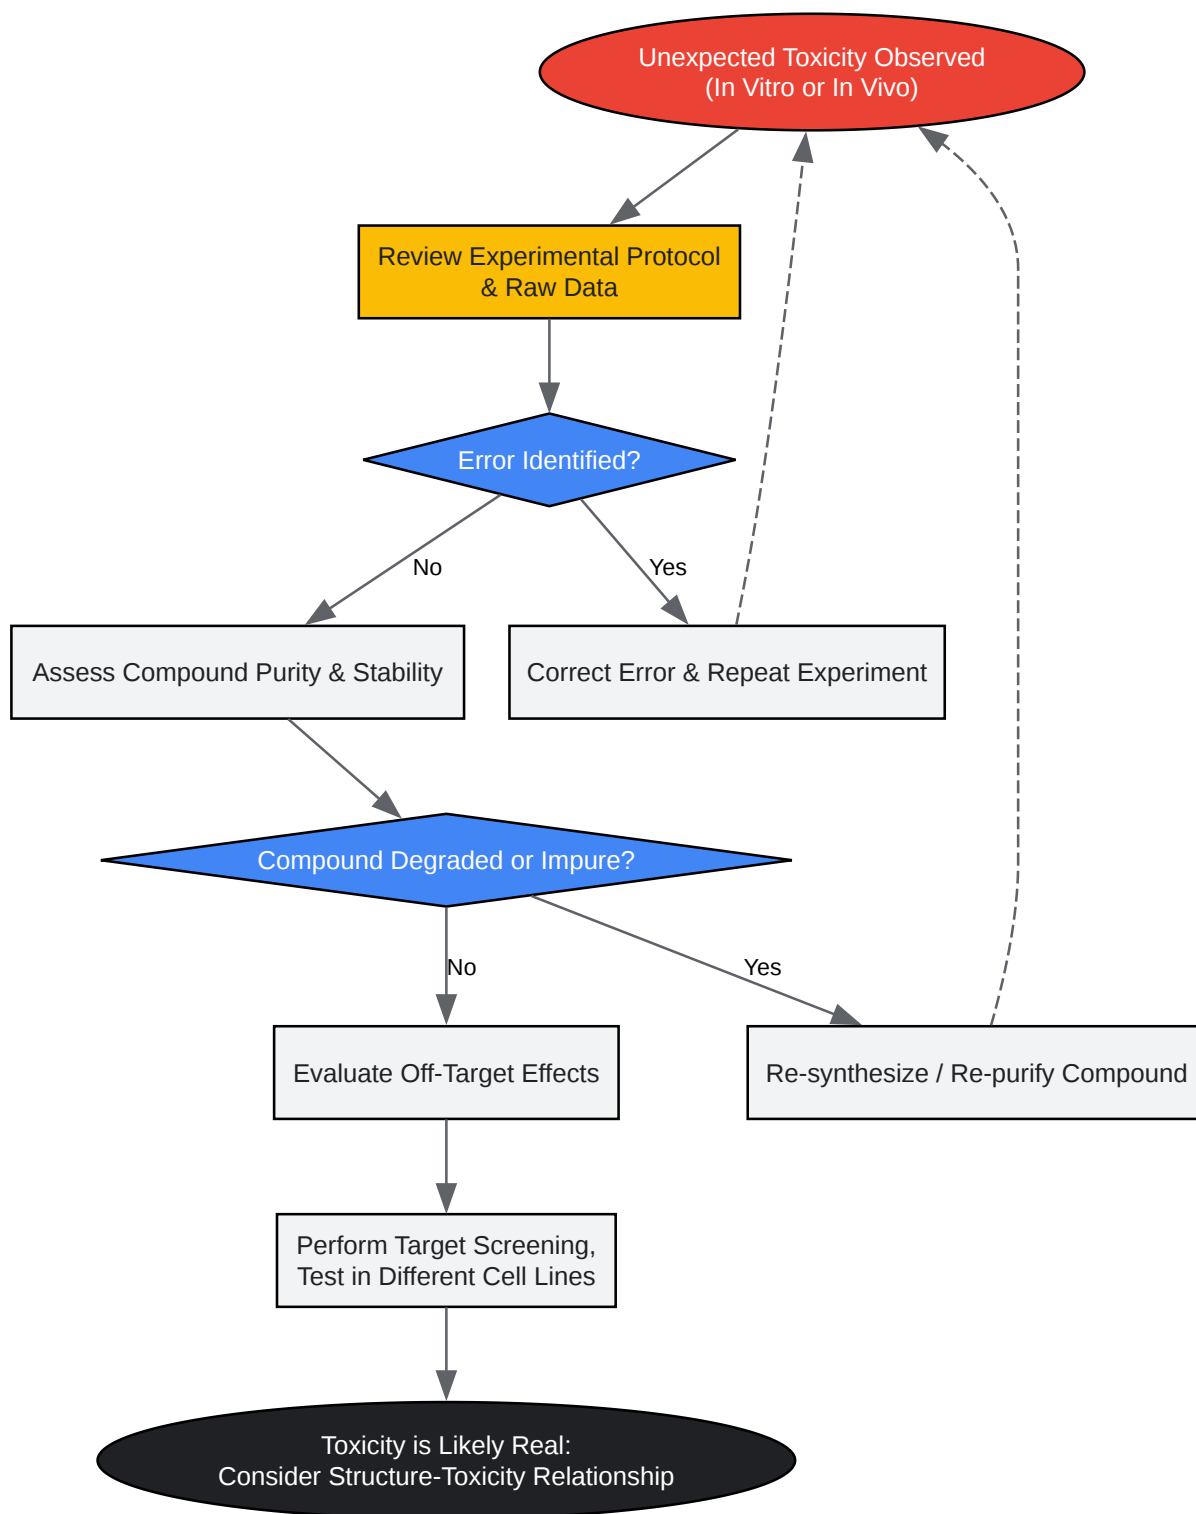 Unexpected Toxicity Observed
(In Vitro or In Vivo)
Review Experimental Protocol
& Raw Data
Error Identified?
No
Yes
Assess Compound Purity & Stability
Correct Error & Repeat Experiment
Compound Degraded or Impure?
No
Yes
Evaluate Off-Target Effects
Re-synthesize / Re-purify Compound
Perform Target Screening,
Test in Different Cell Lines
Toxicity is Likely Real:
Consider Structure-Toxicity Relationship